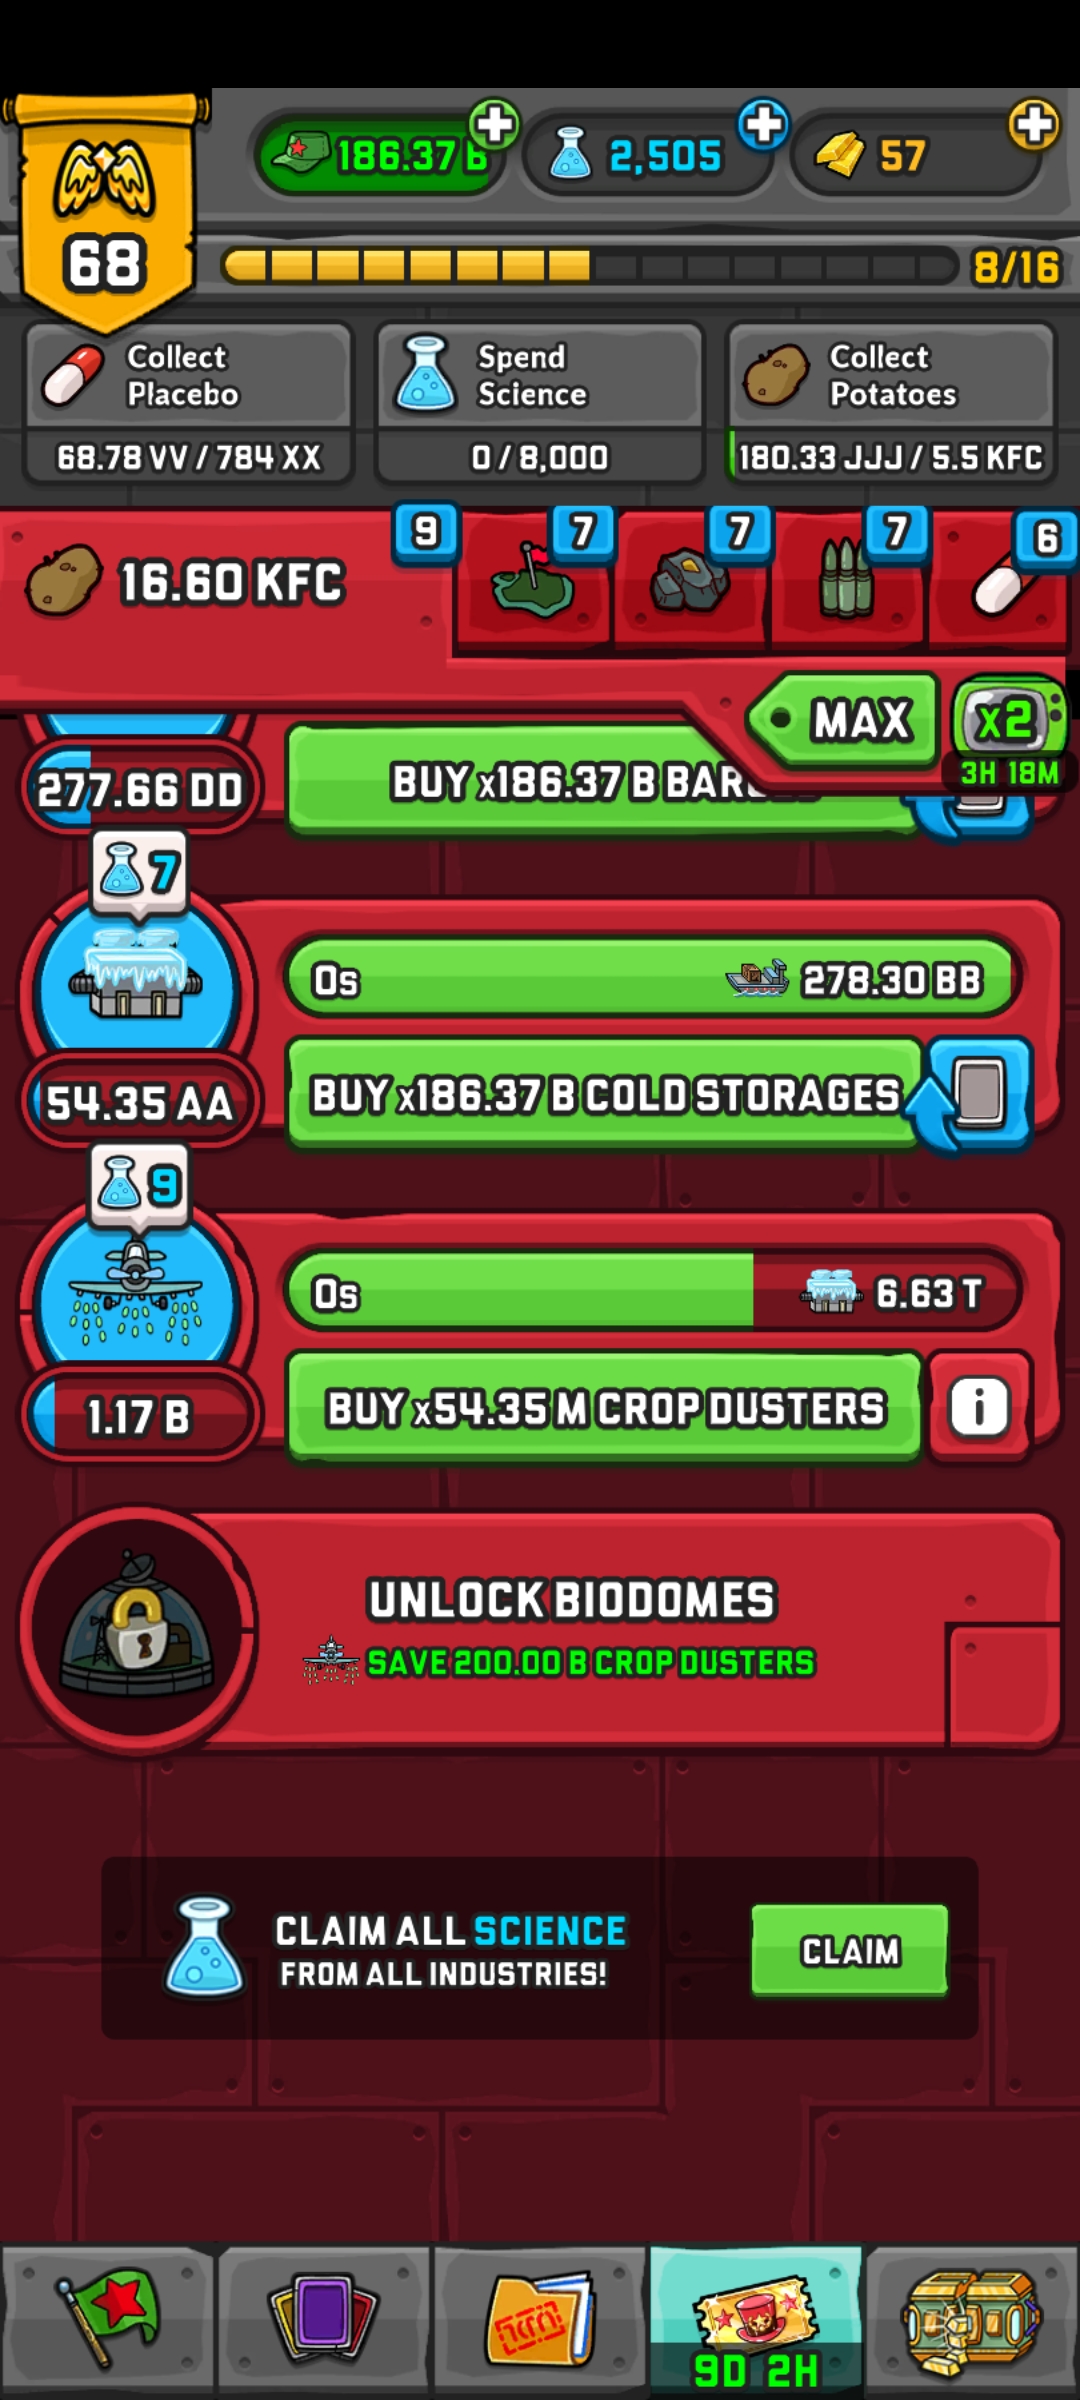 68
186.37 B
2,505
57
8/16
Collect
Placebo
68.78 VV / 784 XX
Spend
Science
0 / 8,000
Collect
Potatoes
180.33 JJJ / 5.5 KFC
16.60 KFC
9
7
7
7
6
MAX
x2
3H 18M
277.66 DD
BUY x186.37 B
7
0s
278.30 BB
54.35 AA
BUY x186.37 B COLD STORAGES
9
0s
6.63 T
1.17 B
BUY x54.35 M CROP DUSTERS
i
UNLOCK BIODOMES
SAVE 200.00 B CROP DUSTERS
CLAIM ALL SCIENCE
FROM ALL INDUSTRIES!
CLAIM
9D 2H